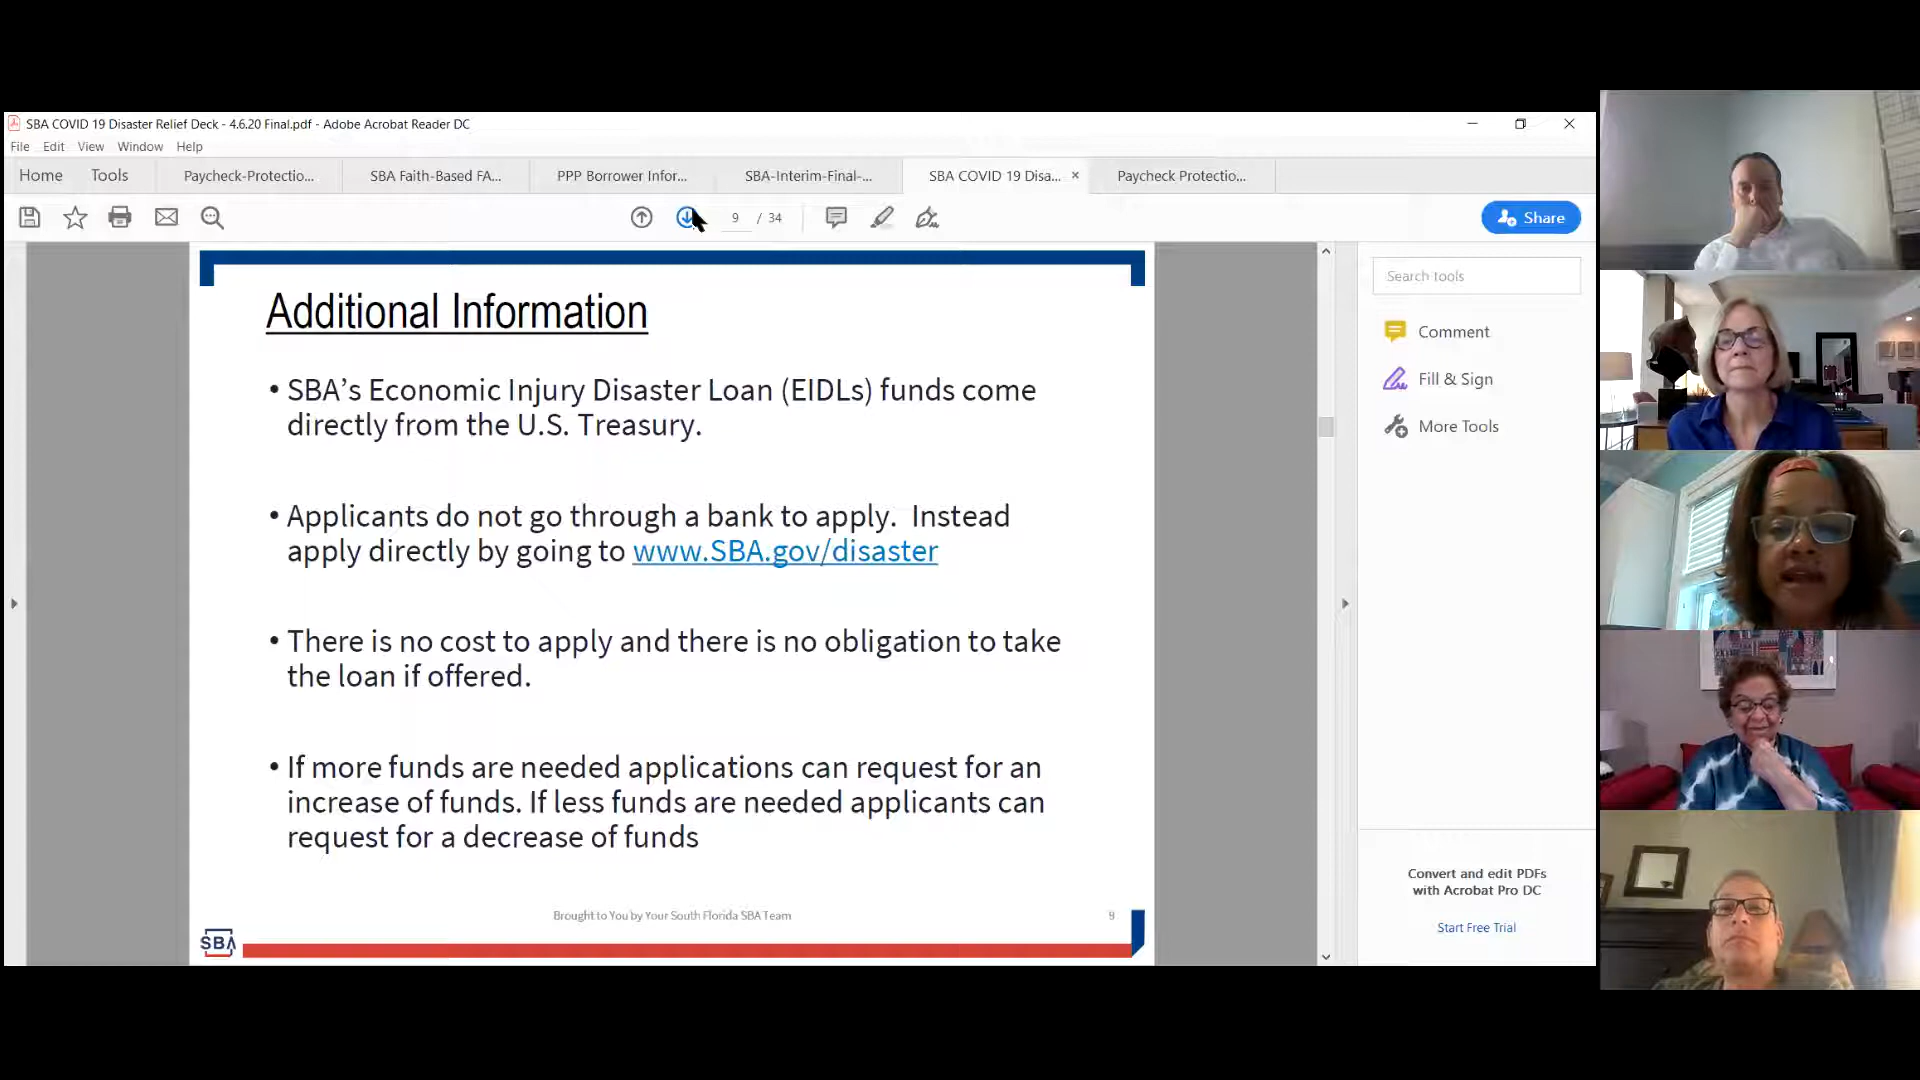 SBA COVID 19 Disaster Relief Deck - 4.6.20 Final.pdf - Adobe Acrobat Reader DC
File Edit View Window Help
Home Tools Paycheck-Protectio... SBA Faith-Based FA... PPP Borrower Infor... SBA-Interim-Final-... SBA COVID 19 Disa... × Paycheck Protectio...
9 / 34 Share
Additional Information
• SBA’s Economic Injury Disaster Loan (EIDLs) funds come
directly from the U.S. Treasury.
• Applicants do not go through a bank to apply. Instead
apply directly by going to www.SBA.gov/disaster
• There is no cost to apply and there is no obligation to take
the loan if offered.
• If more funds are needed applications can request for an
increase of funds. If less funds are needed applicants can
request for a decrease of funds
Brought to You by Your South Florida SBA Team 9
SBA
Search tools
Comment
Fill & Sign
More Tools
Convert and edit PDFs
with Acrobat Pro DC
Start Free Trial